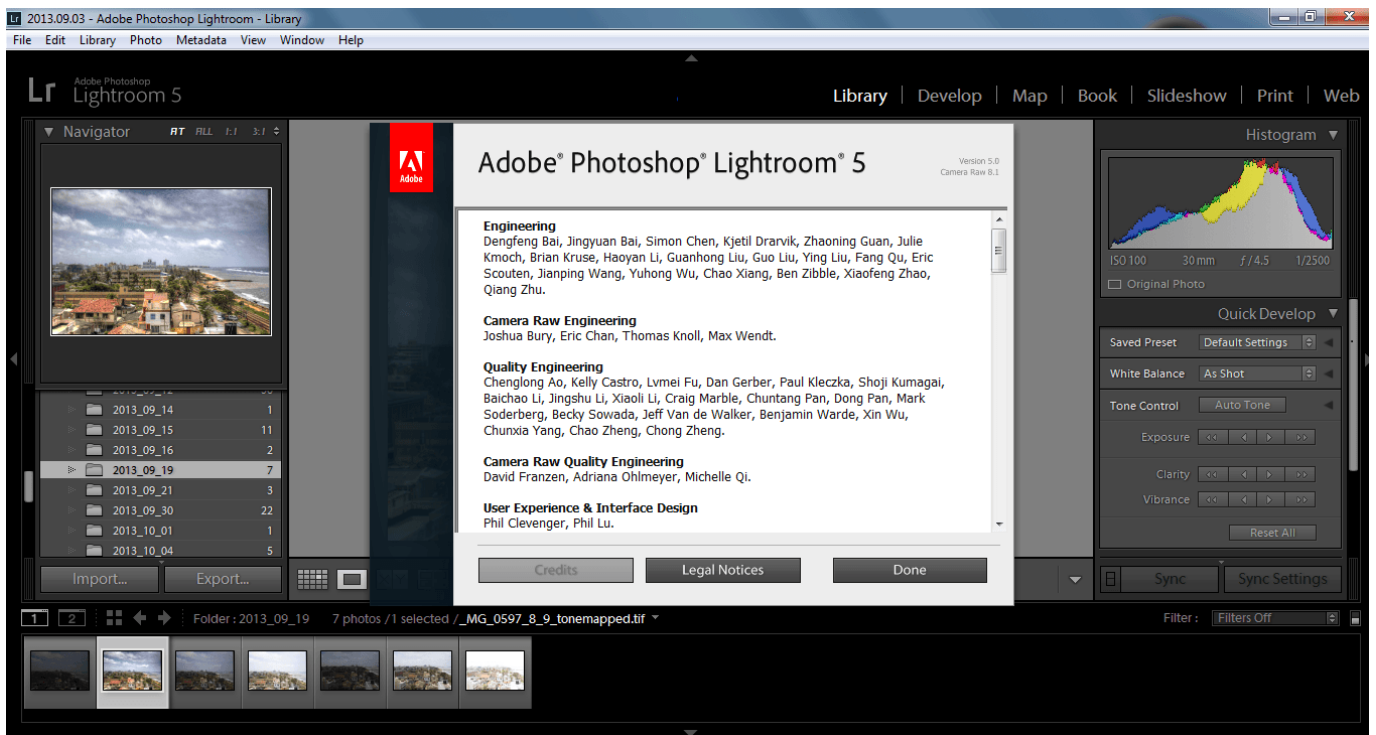 Lr 2013.09.03 - Adobe Photoshop Lightroom - Library
File Edit Library Photo Metadata View Window Help
Lr Adobe Photoshop
Lightroom 5
Library | Develop | Map | Book | Slideshow | Print | Web
Navigator FIT FILL 1:1 3:1
Adobe
Adobe® Photoshop® Lightroom® 5
Version 5.0
Camera Raw 8.1
Engineering
Dengfeng Bai, Jingyuan Bai, Simon Chen, Kjetil Drarvik, Zhaoning Guan, Julie
Kmoch, Brian Kruse, Haoyan Li, Guanhong Liu, Guo Liu, Ying Liu, Fang Qu, Eric
Scouten, Jianping Wang, Yuhong Wu, Chao Xiang, Ben Zibble, Xiaofeng Zhao,
Qiang Zhu.
Camera Raw Engineering
Joshua Bury, Eric Chan, Thomas Knoll, Max Wendt.
Quality Engineering
Chenglong Ao, Kelly Castro, Lvmei Fu, Dan Gerber, Paul Kleczka, Shoji Kumagai,
Baichao Li, Jingshu Li, Xiaoli Li, Craig Marble, Chuntang Pan, Dong Pan, Mark
Soderberg, Becky Sowada, Jeff Van de Walker, Benjamin Warde, Xin Wu,
Chunxia Yang, Chao Zheng, Chong Zheng.
Camera Raw Quality Engineering
David Franzen, Adriana Ohlmeyer, Michelle Qi.
User Experience & Interface Design
Phil Clevenger, Phil Lu.
Credits
Legal Notices
Done
Histogram
ISO 100 30 mm f / 4.5 1/2500
Original Photo
Quick Develop
Saved Preset Default Settings
White Balance As Shot
Tone Control Auto Tone
Exposure
Clarity
Vibrance
Reset All
2013_09_14 1
2013_09_15 11
2013_09_16 2
2013_09_19 7
2013_09_21 3
2013_09_30 22
2013_10_01 1
2013_10_04 5
Import... Export...
Sync Sync Settings
1 2 Folder : 2013_09_19 7 photos / 1 selected / _MG_0597_8_9_tonemapped.tif
Filter : Filters Off